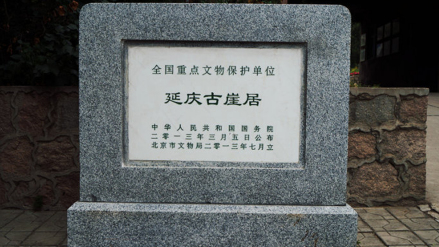 全国重点文物保护单位
延庆古崖居
中华人民共和国国务院
二零一三年三月五日公布
北京市文物局二零一三年七月立